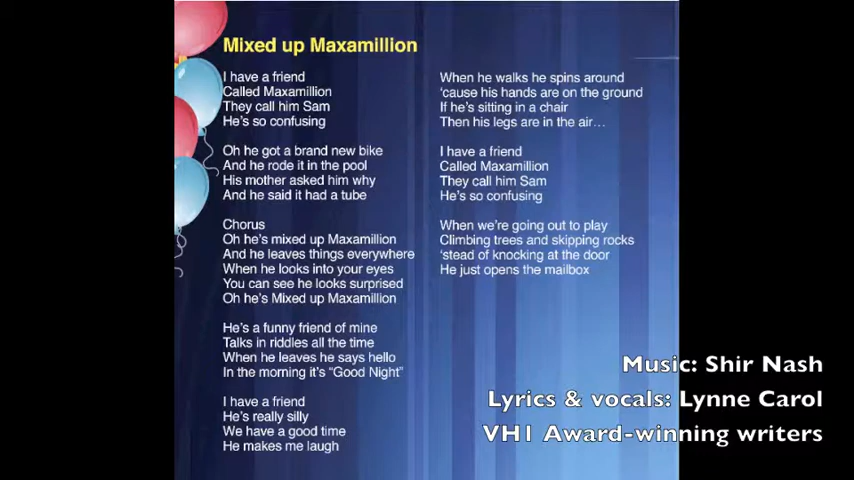 Mixed up Maxamillion
I have a friend
Called Maxamillion
They call him Sam
He's so confusing
Oh he got a brand new bike
And he rode it in the pool
His mother asked him why
And he said it had a tube
Chorus
Oh he's mixed up Maxamillion
And he leaves things everywhere
When he looks into your eyes
You can see he looks surprised
Oh he's Mixed up Maxamillion
He's a funny friend of mine
Talks in riddles all the time
When he leaves he says hello
In the morning it's "Good Night"
I have a friend
He's really silly
We have a good time
He makes me laugh
When he walks he spins around
'cause his hands are on the ground
If he's sitting in a chair
Then his legs are in the air...
I have a friend
Called Maxamillion
They call him Sam
He's so confusing
When we're going out to play
Climbing trees and skipping rocks
'stead of knocking at the door
He just opens the mailbox
Music: Shir Nash
Lyrics & vocals: Lynne Carol
VH1 Award-winning writers